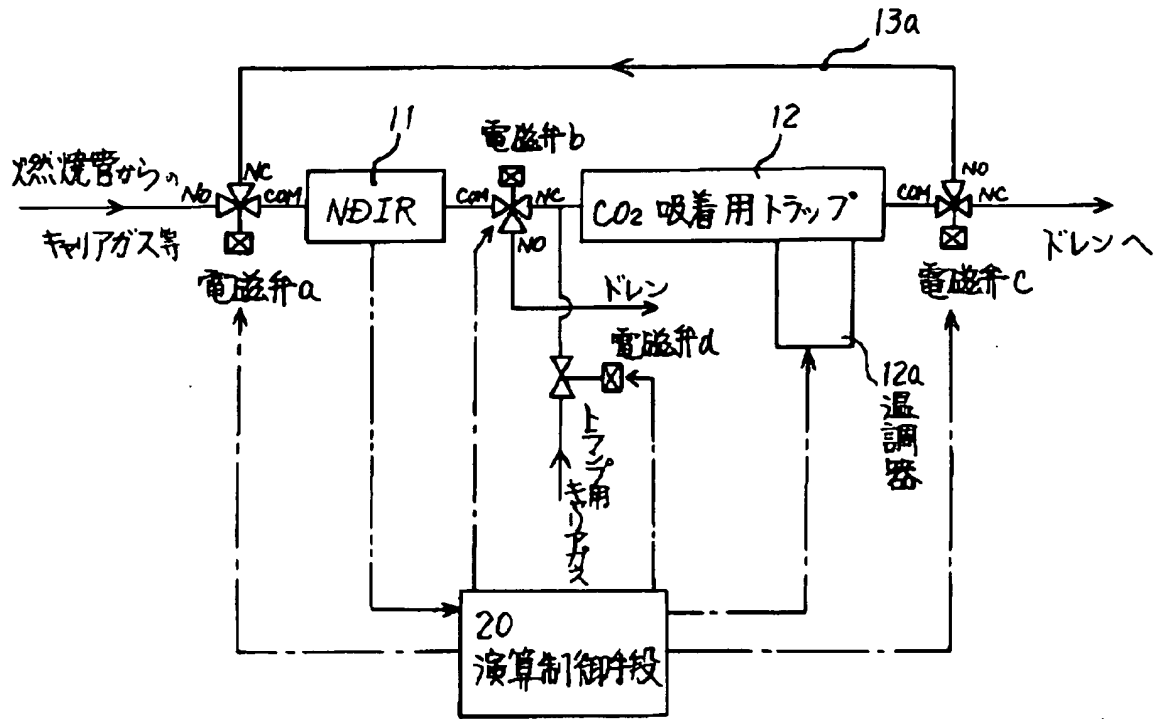 13a
11
電磁弁b
12
燃焼管からの
NO
NC
COM
NDIR
COM
NC
CO2 吸着用トラップ
COM
NO
NC
キャリアガス等
NO
ドレンへ
電磁弁a
ドレン
電磁弁c
電磁弁d
12a
温調器
トラップ用
キャリアガス
20
演算制御手段